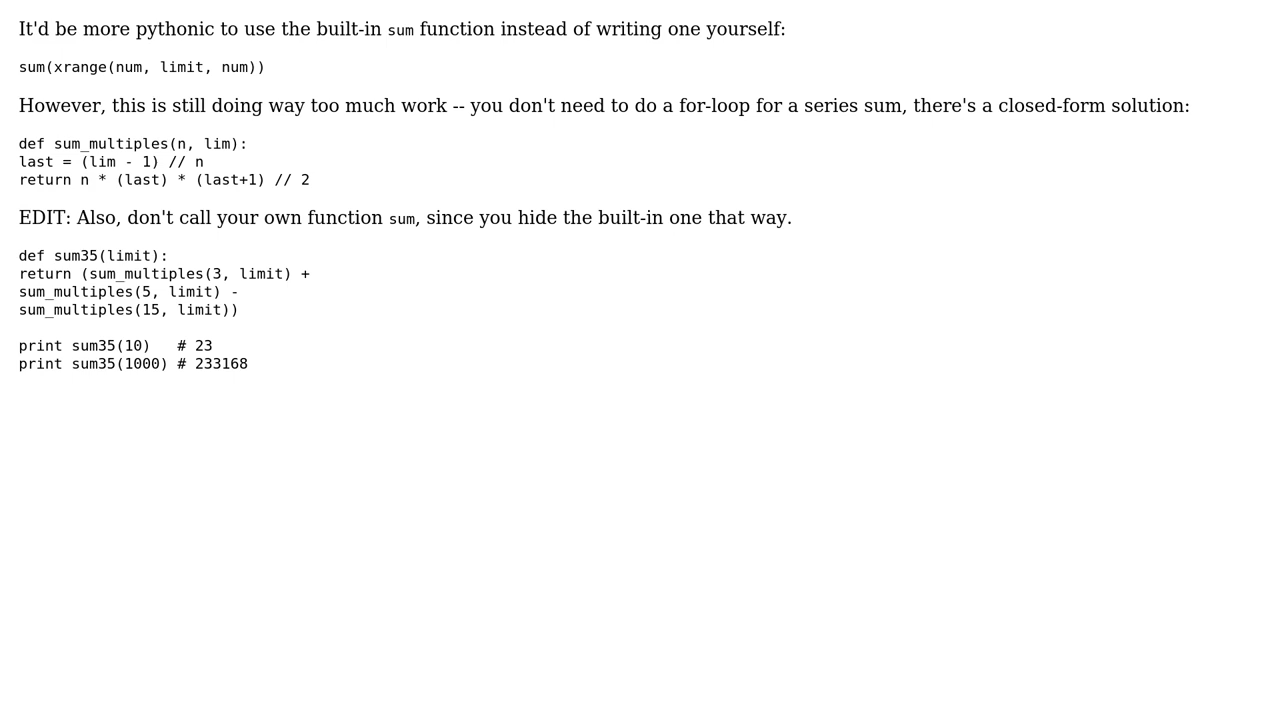 It'd be more pythonic to use the built-in sum function instead of writing one yourself:
sum(xrange(num, limit, num))
However, this is still doing way too much work -- you don't need to do a for-loop for a series sum, there's a closed-form solution:
def sum_multiples(n, lim):
last = (lim - 1) // n
return n * (last) * (last+1) // 2
EDIT: Also, don't call your own function sum, since you hide the built-in one that way.
def sum35(limit):
return (sum_multiples(3, limit) +
sum_multiples(5, limit) -
sum_multiples(15, limit))
print sum35(10)   # 23
print sum35(1000) # 233168